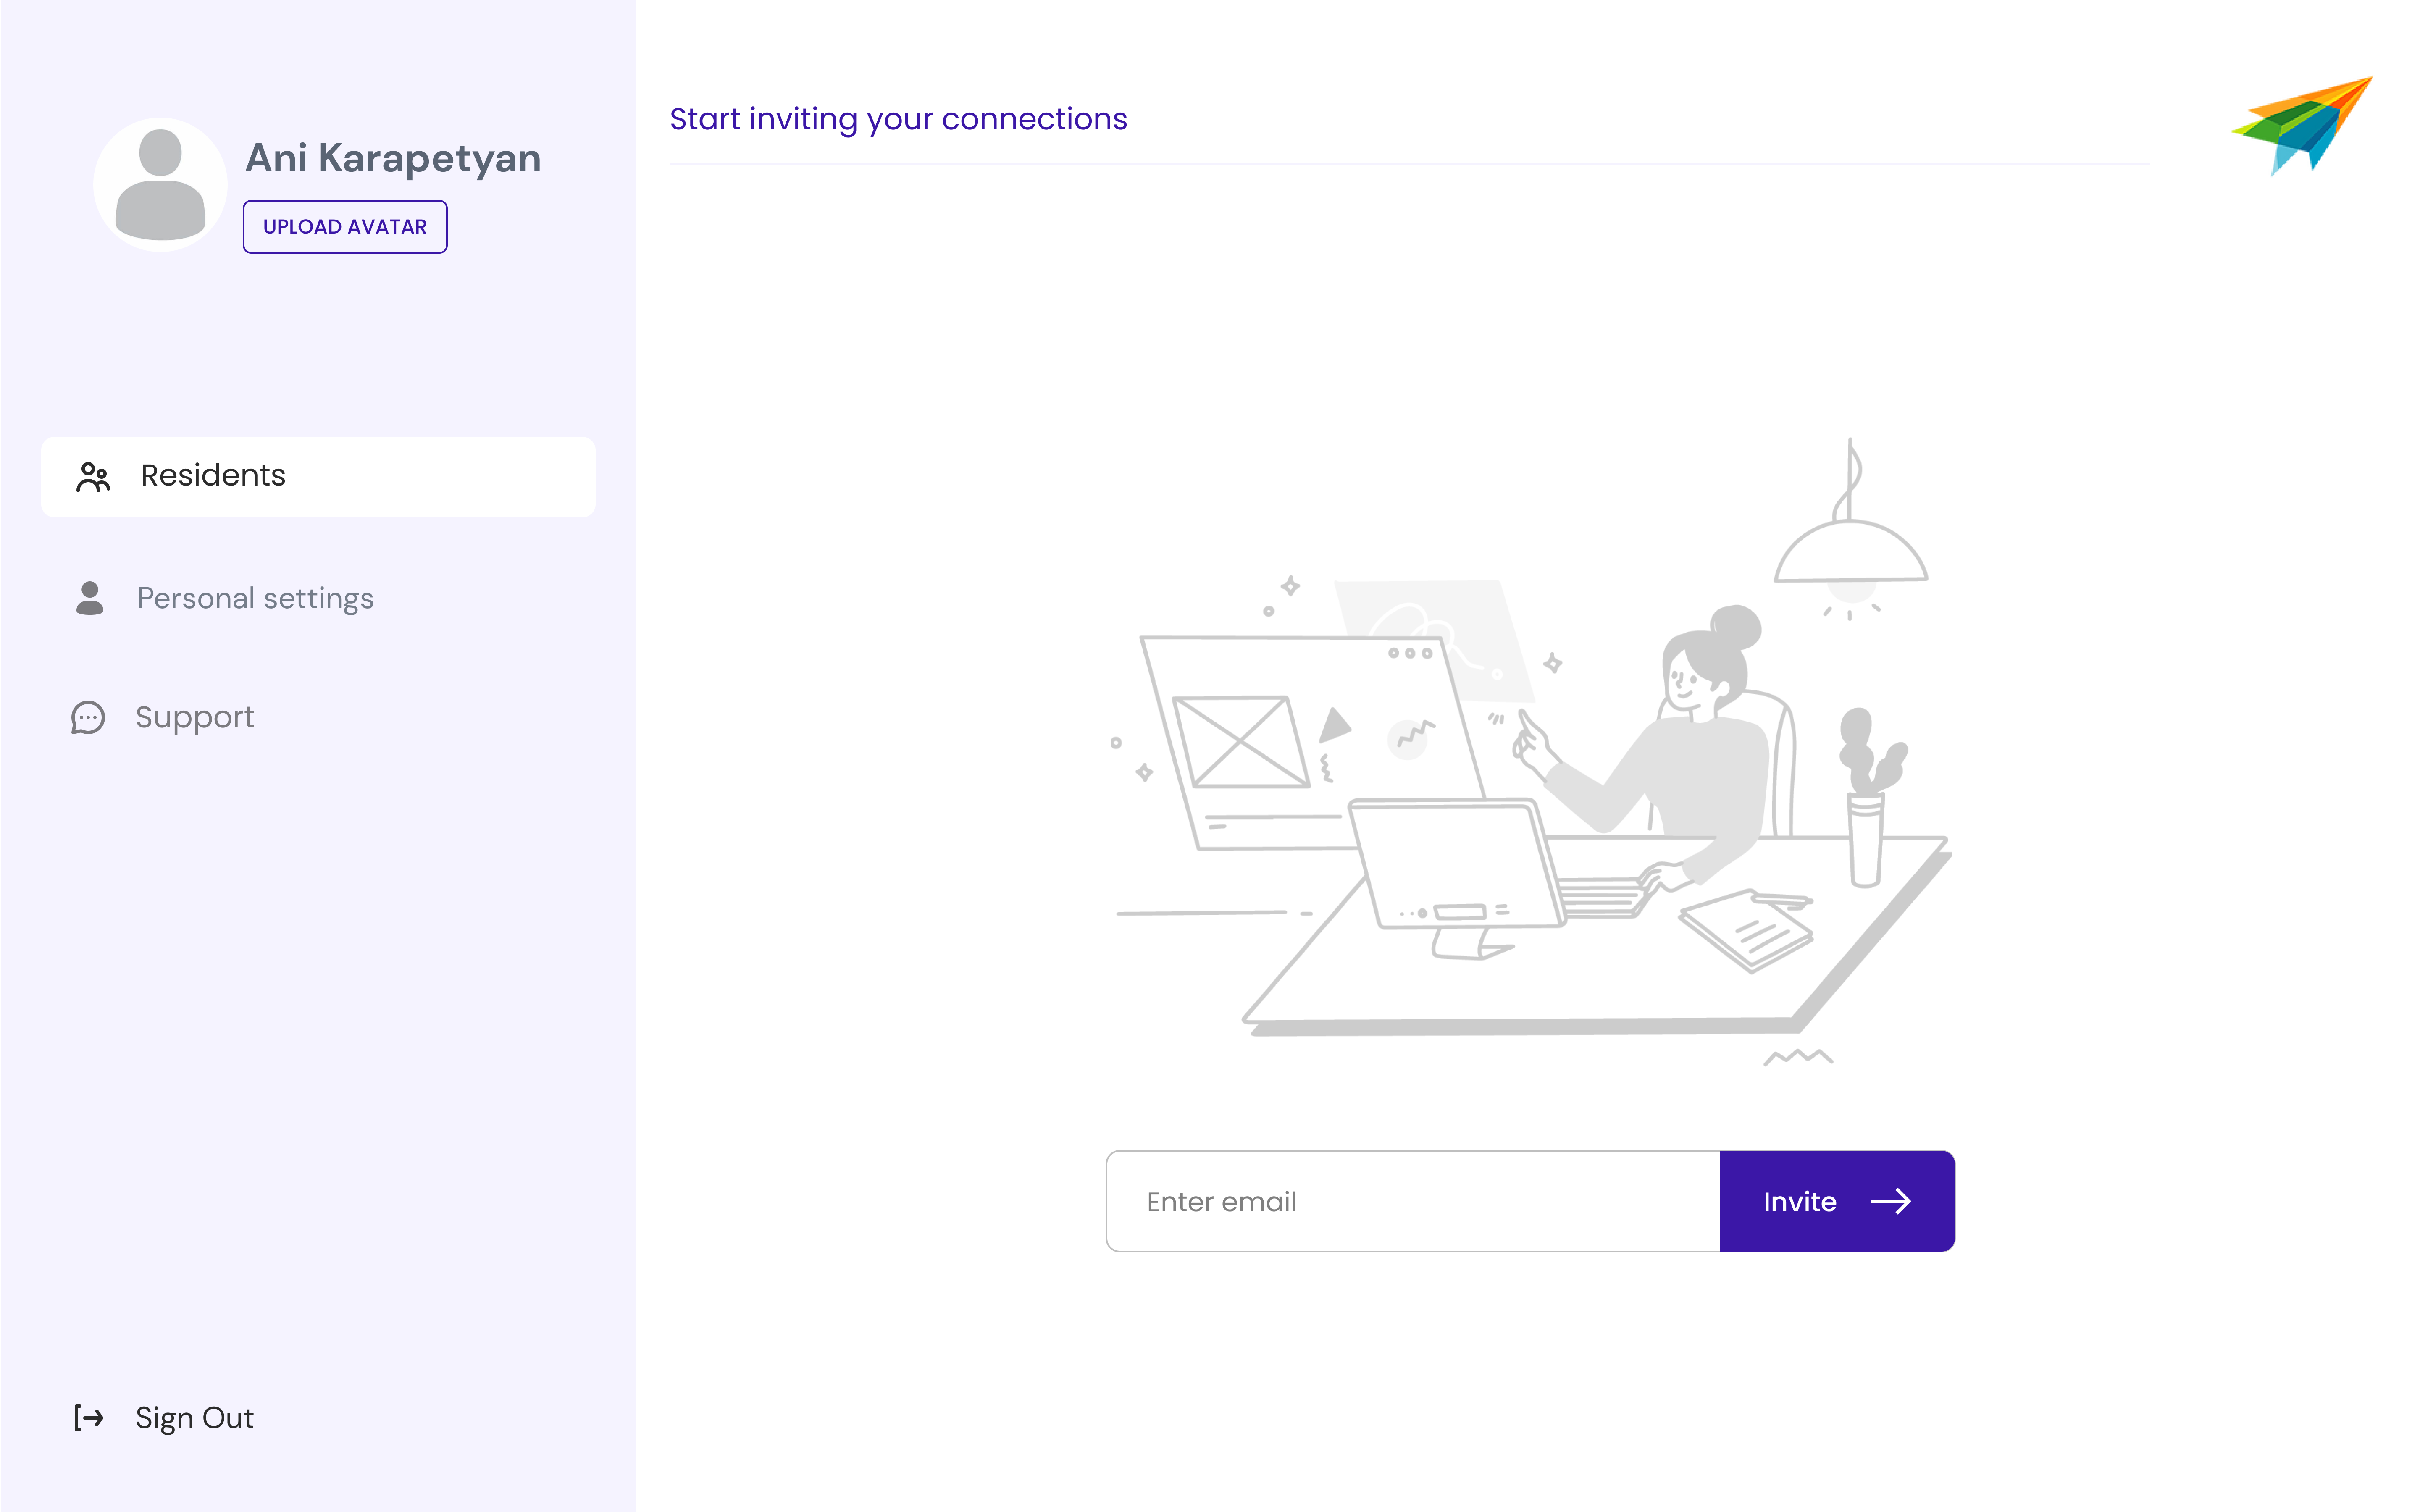 Ani Karapetyan
UPLOAD AVATAR
Residents
Personal settings
Support
Sign Out
Start inviting your connections
Enter email
Invite